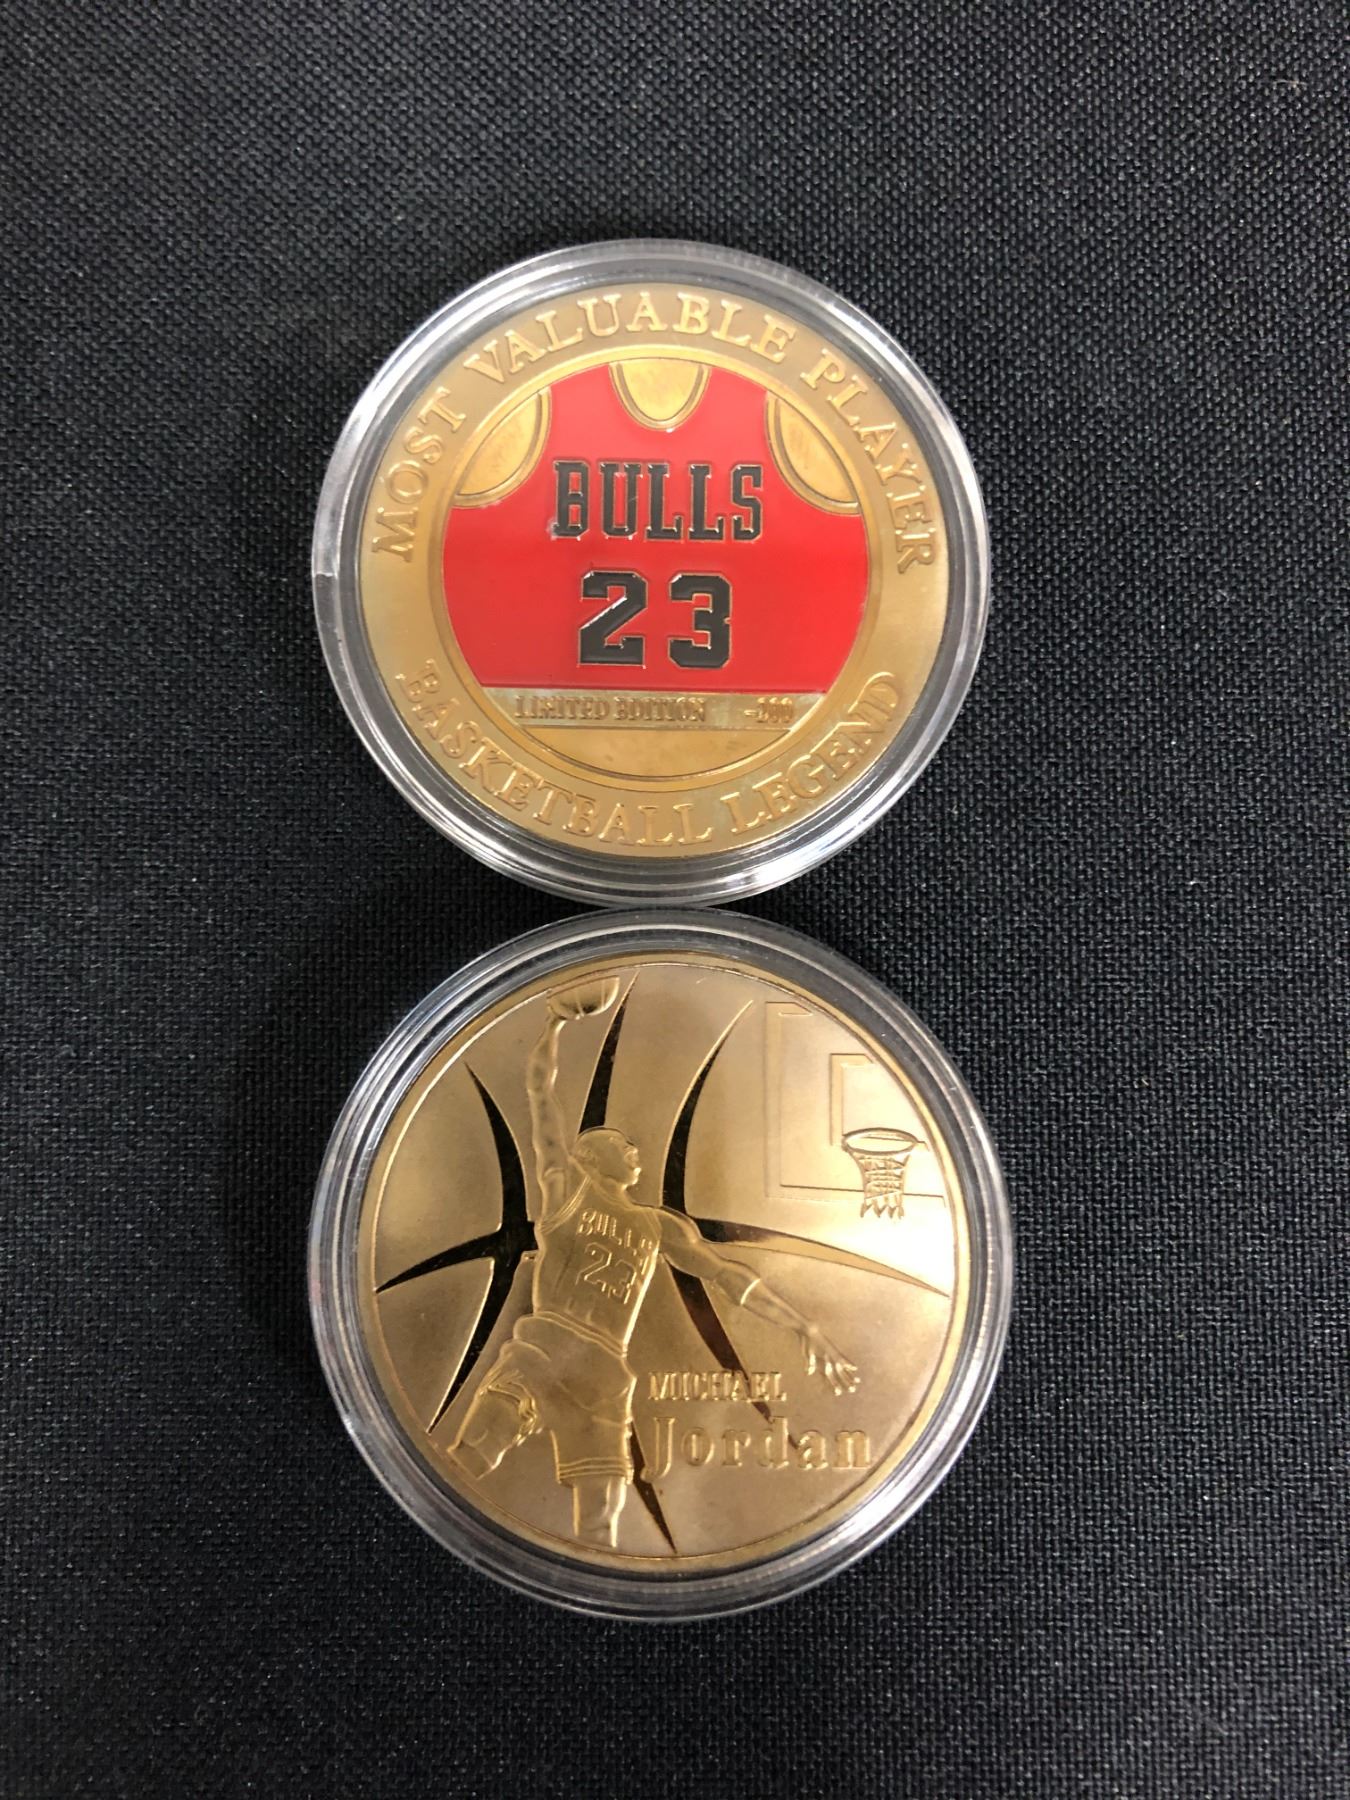 MOST VALUABLE PLAYER
BULLS
23
LIMITED EDITION
BASKETBALL LEGEND
BULLS
23
MICHAEL
Jordan